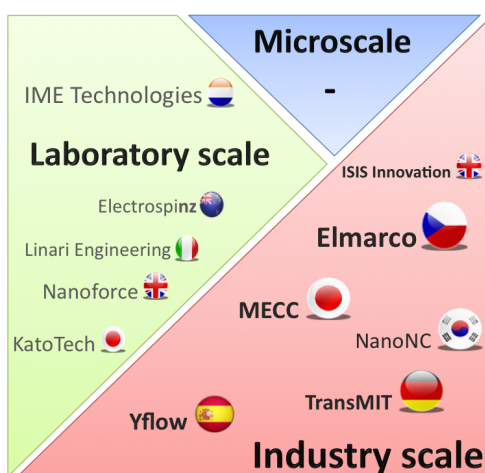 Microscale
-
IME Technologies
Laboratory scale
ISIS Innovation
Electrospinz
Elmarco
Linari Engineering
Nanoforce
MECC
NanoNC
KatoTech
TransMIT
Yflow
Industry scale